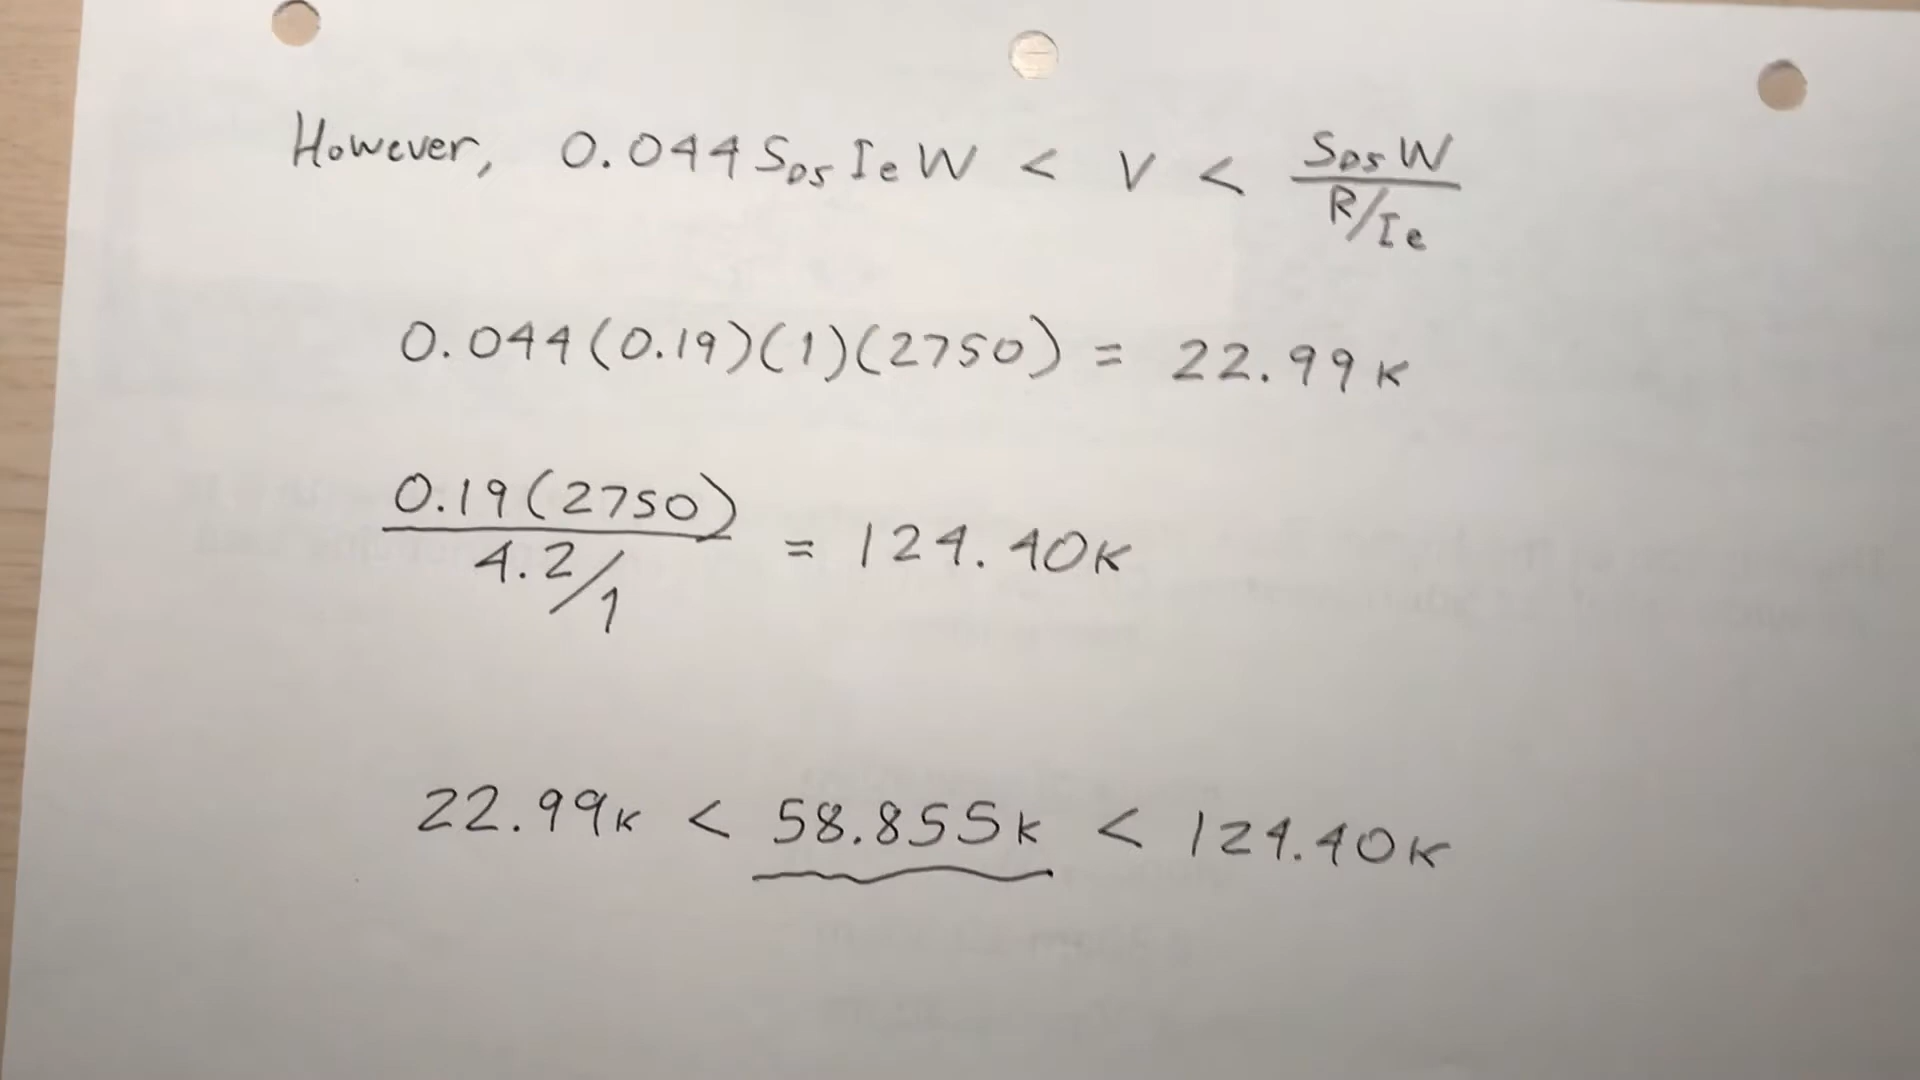 However, 0.044 S_DS I_e W < V < S_DS W / (R/I_e)
0.044(0.19)(1)(2750) = 22.99k
0.19(2750) / (4.2/1) = 124.40k
22.99k < 58.855k < 124.40k